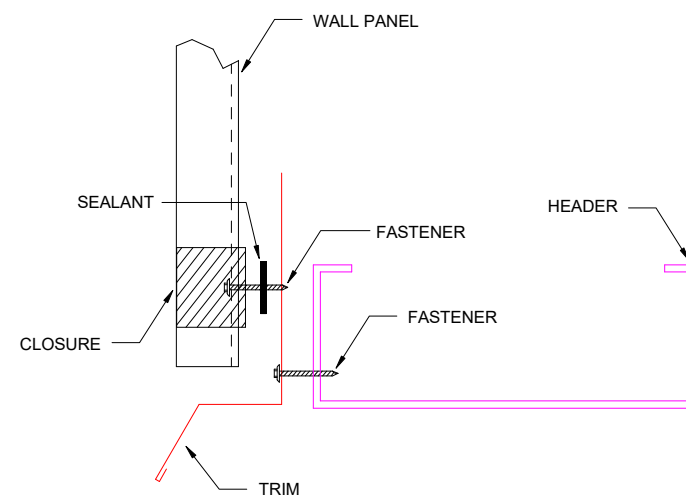 WALL PANEL
SEALANT
HEADER
FASTENER
FASTENER
CLOSURE
TRIM